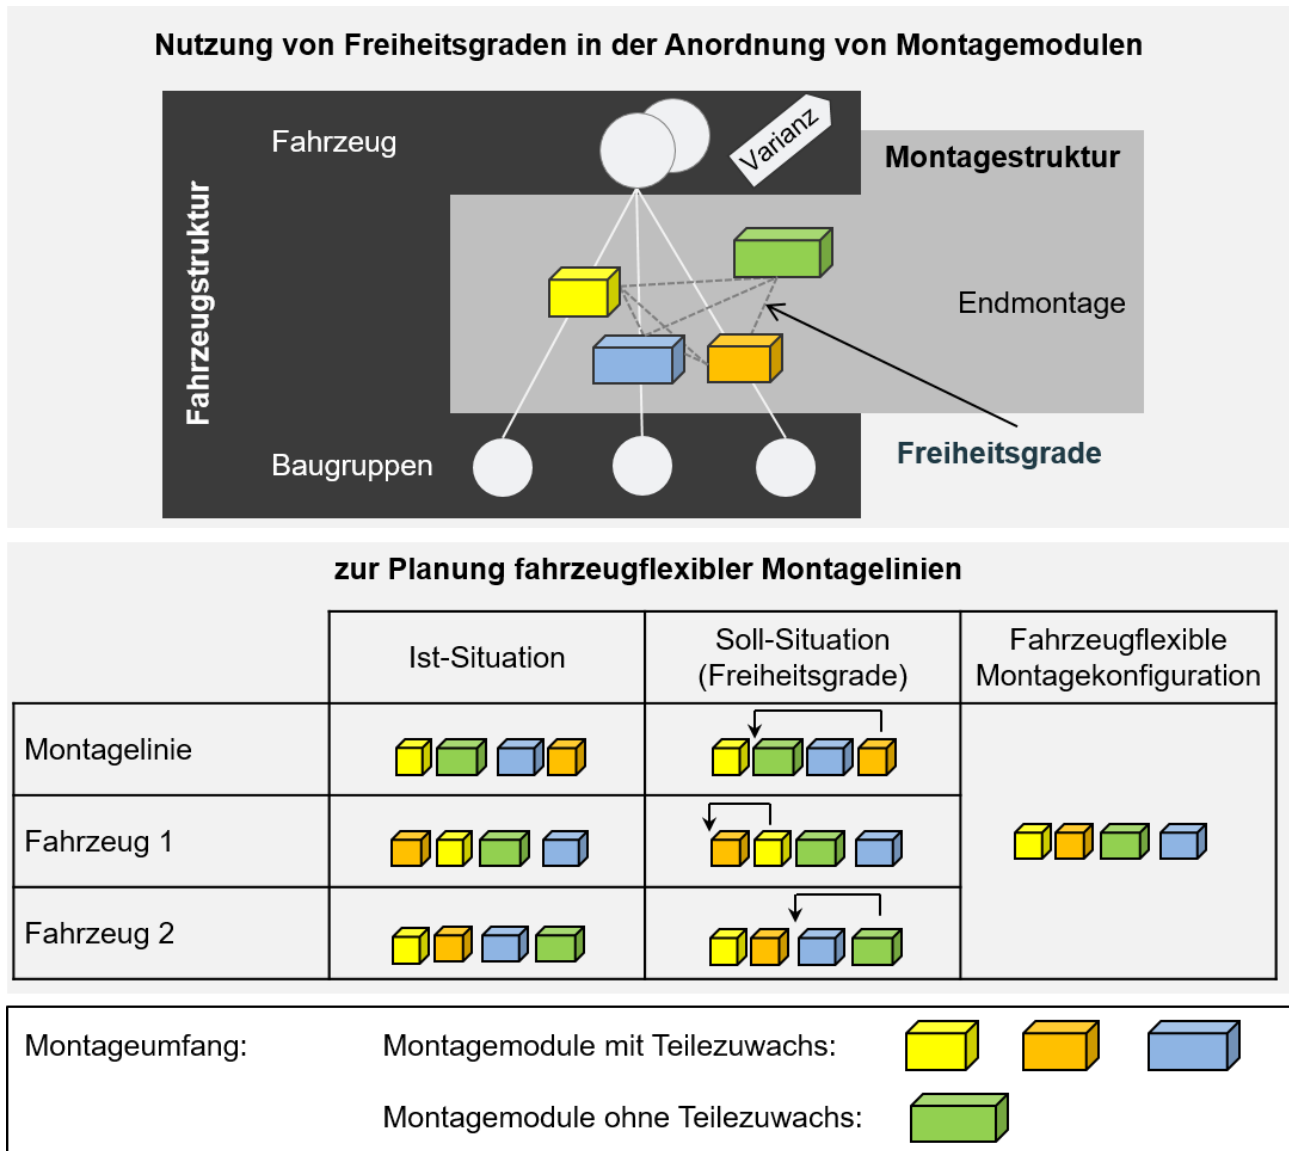 Nutzung von Freiheitsgraden in der Anordnung von Montagemodulen
Fahrzeug
Varianz
Montagestruktur
Fahrzeugstruktur
Endmontage
Freiheitsgrade
Baugruppen
zur Planung fahrzeugflexibler Montagelinien
Ist-Situation
Soll-Situation
(Freiheitsgrade)
Fahrzeugflexible
Montagekonfiguration
Montagelinie
Fahrzeug 1
Fahrzeug 2
Montageumfang:
Montagemodule mit Teilezuwachs:
Montagemodule ohne Teilezuwachs: